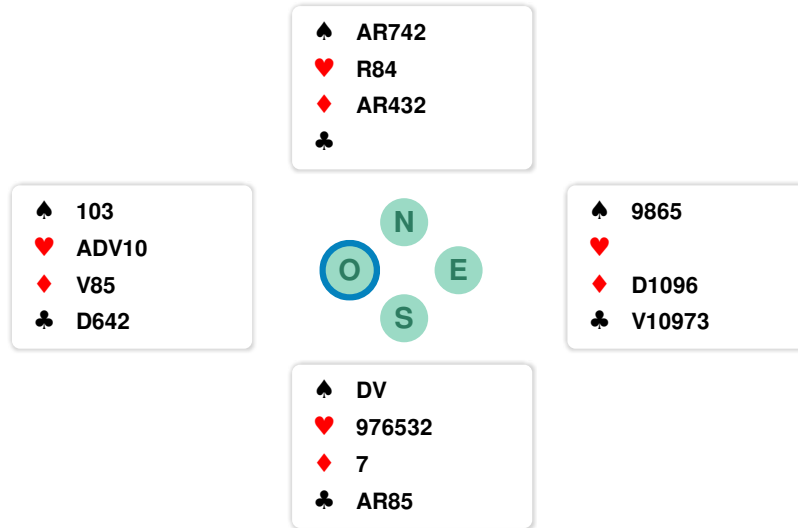 ♠ AR742
♥ R84
♦ AR432
♣
♠ 103
♥ ADV10
♦ V85
♣ D642
N
O
E
S
♠ 9865
♥
♦ D1096
♣ V10973
♠ DV
♥ 976532
♦ 7
♣ AR85